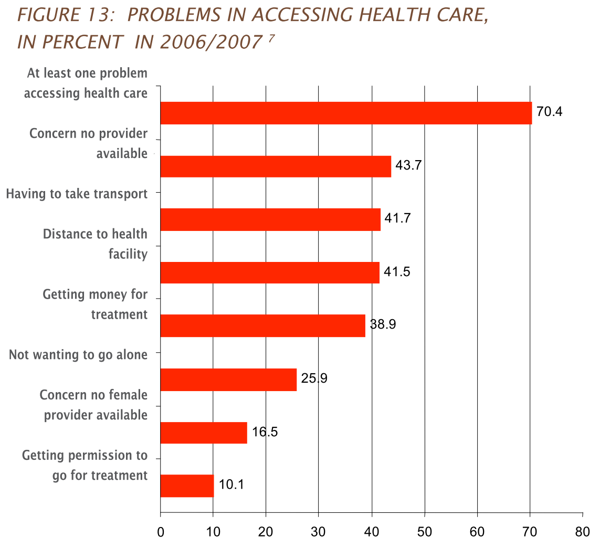 FIGURE 13: PROBLEMS IN ACCESSING HEALTH CARE,
IN PERCENT IN 2006/2007 7
At least one problem
accessing health care
70.4
Concern no provider
available
43.7
Having to take transport
41.7
Distance to health
facility
41.5
Getting money for
treatment
38.9
Not wanting to go alone
25.9
Concern no female
provider available
16.5
Getting permission to
go for treatment
10.1
0 10 20 30 40 50 60 70 80